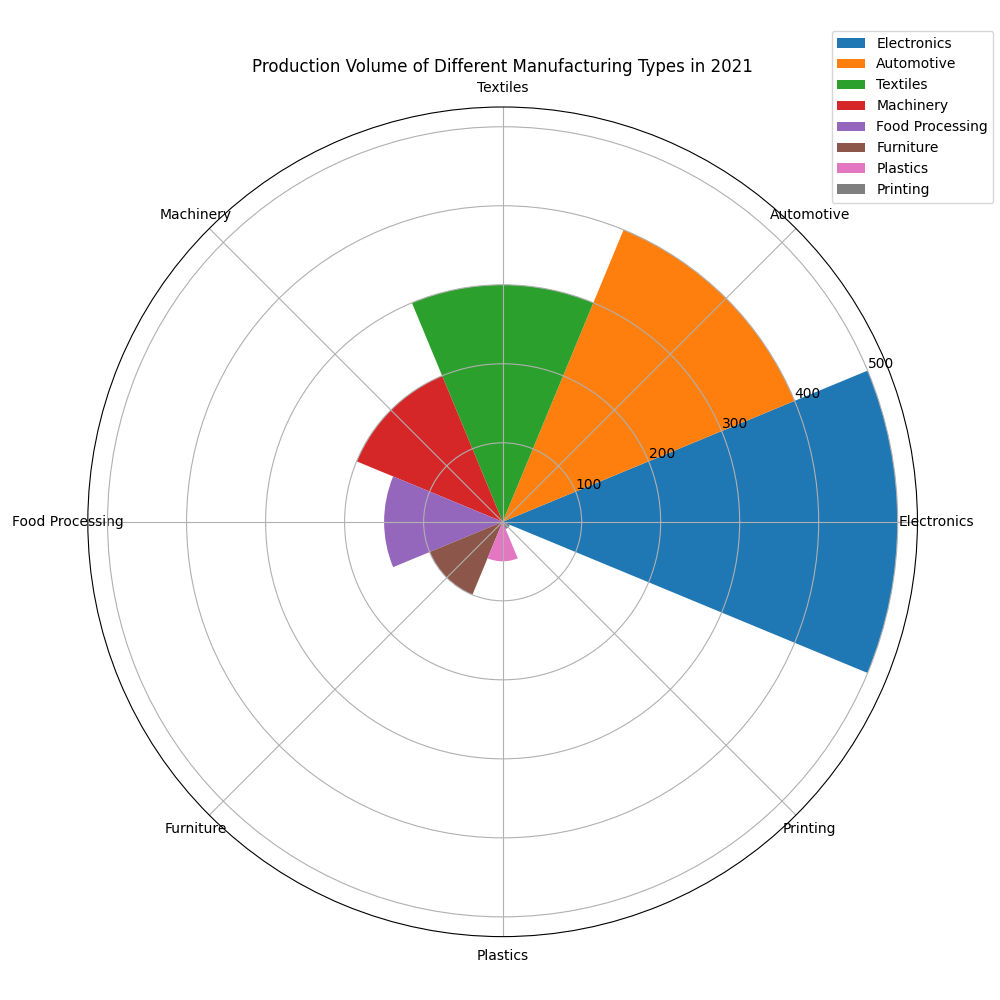 Production Volume of Different Manufacturing Types in 2021
Electronics
Automotive
Textiles
Machinery
Food Processing
Furniture
Plastics
Printing
Textiles
Machinery
Automotive
500
400
300
200
100
Food Processing
Electronics
Furniture
Printing
Plastics